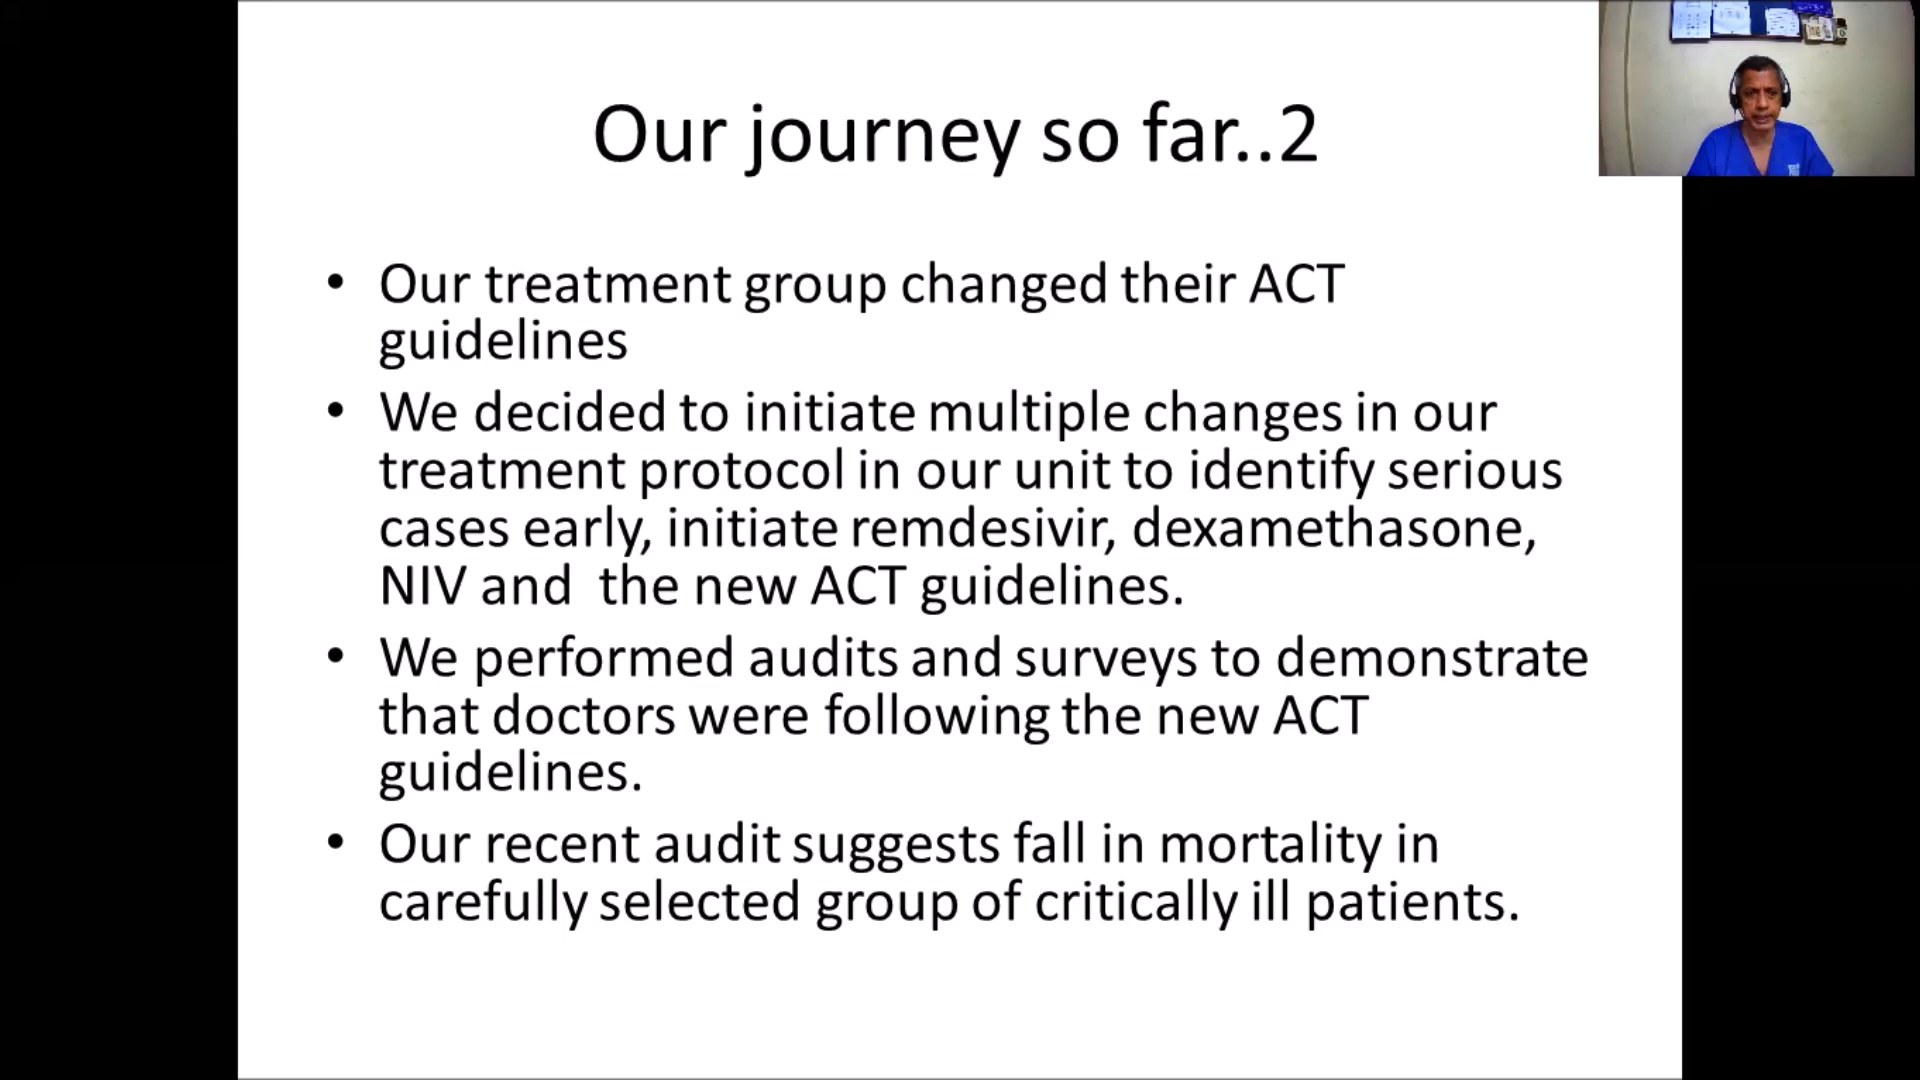 Our journey so far..2
• Our treatment group changed their ACT
guidelines
• We decided to initiate multiple changes in our
treatment protocol in our unit to identify serious
cases early, initiate remdesivir, dexamethasone,
NIV and  the new ACT guidelines.
• We performed audits and surveys to demonstrate
that doctors were following the new ACT
guidelines.
• Our recent audit suggests fall in mortality in
carefully selected group of critically ill patients.